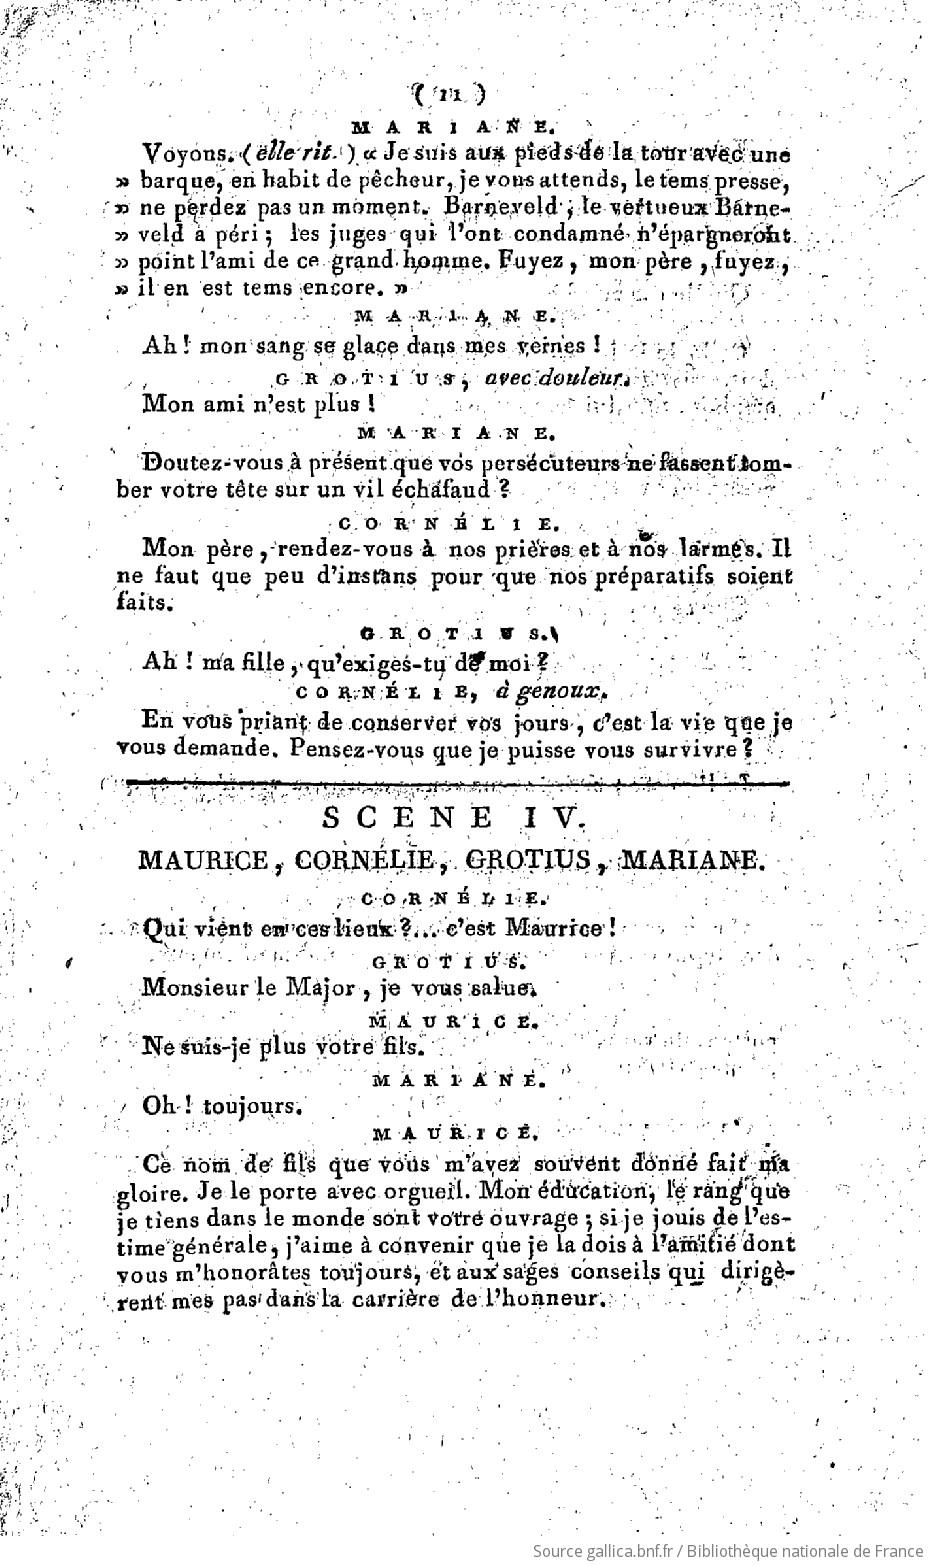 ( 11 )
MARIANE.
Voyons. (elle rit.) « Je suis aux pieds de la tour avec une
» barque, en habit de pêcheur, je vous attends, le tems presse,
» ne perdez pas un moment. Barneveld, le vertueux Barne-
» veld a péri ; les juges qui l'ont condamné n'épargneront
» point l'ami de ce grand homme. Fuyez, mon père, fuyez,
» il en est tems encore. »
MARIANE.
Ah ! mon sang se glace dans mes veines !
GROTIUS, avec douleur.
Mon ami n'est plus !
MARIANE.
Doutez-vous à présent que vos persécuteurs ne fassent tom-
ber votre tête sur un vil échafaud ?
CORNÉLIE.
Mon père, rendez-vous à nos prières et à nos larmes. Il
ne faut que peu d'instans pour que nos préparatifs soient
faits.
GROTIUS.
Ah ! ma fille, qu'exiges-tu de moi ?
CORNÉLIE, à genoux.
En vous priant de conserver vos jours, c'est la vie que je
vous demande. Pensez-vous que je puisse vous survivre ?
SCENE IV.
MAURICE, CORNÉLIE, GROTIUS, MARIANE.
CORNÉLIE.
Qui vient en ces lieux ?... c'est Maurice !
GROTIUS.
Monsieur le Major, je vous salue.
MAURICE.
Ne suis-je plus votre fils.
MARIANE.
Oh ! toujours.
MAURICE.
Ce nom de fils que vous m'avez souvent donné fait ma
gloire. Je le porte avec orgueil. Mon éducation, le rang que
je tiens dans le monde sont votre ouvrage ; si je jouis de l'es-
time générale, j'aime à convenir que je la dois à l'amitié dont
vous m'honorâtes toujours, et aux sages conseils qui dirigè-
rent mes pas dans la carrière de l'honneur.
Source gallica.bnf.fr / Bibliothèque nationale de France